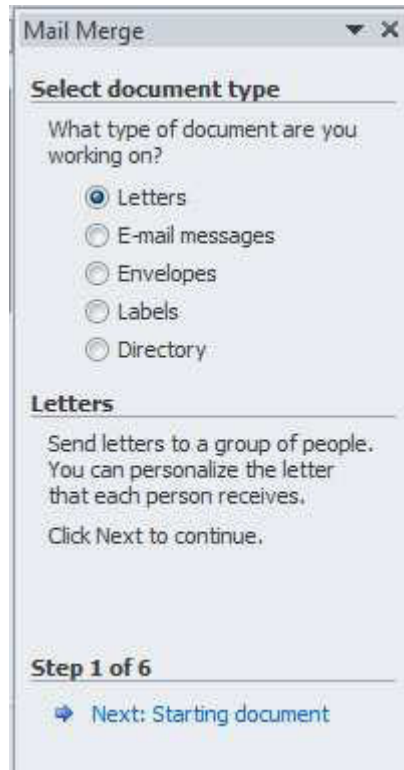 Mail Merge
Select document type
What type of document are you
working on?
Letters
E-mail messages
Envelopes
Labels
Directory
Letters
Send letters to a group of people.
You can personalize the letter
that each person receives.
Click Next to continue.
Step 1 of 6
Next: Starting document